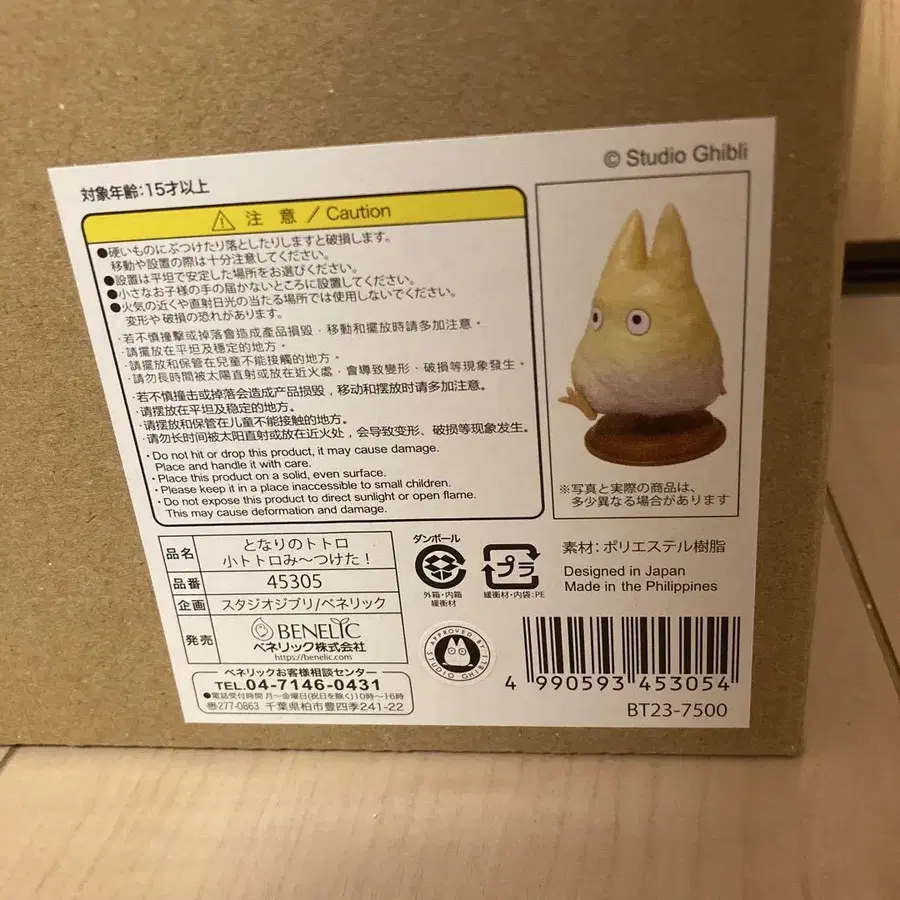 © Studio Ghibli
対象年齢:15才以上
注 意 / Caution
●硬いものにぶつけたり落としたりしますと破損します。
移動や設置の際は十分注意してください。
●設置は平坦で安定した場所をお選びください。
●小さなお子様の手の届かないところに設置してください。
●火気の近くや直射日光の当たる場所では使用しないでください。
変形や破損の恐れがあります。
·若不慎撞擊或掉落會造成產品損毀，移動和擺放時請多加注意。
·請擺放在平坦及穩定的地方。
·請擺放和保管在兒童不能接觸的地方。
·請勿長時間被太陽直射或放在近火處，會導致變形、破損等現象發生。
·若不慎撞击或掉落会造成产品损毁，移动和摆放时请多加注意。
·请摆放在平坦及稳定的地方。
·请摆放和保管在儿童不能接触的地方。
·请勿长时间被太阳直射或放在近火处，会导致变形、破损等现象发生。
· Do not hit or drop this product, it may cause damage.
Place and handle it with care.
· Place this product on a solid, even surface.
· Please keep it in a place inaccessible to small children.
· Do not expose this product to direct sunlight or open flame.
This may cause deformation and damage.
※写真と実際の商品は、
多少異なる場合があります
品名
となりのトトロ
小トトロみ〜つけた！
品番
45305
企画
スタジオジブリ/ベネリック
発売
BENELIC
ベネリック株式会社
https://benelic.com
ベネリックお客様相談センター
TEL.04-7146-0431
●電話受付時間 月〜金曜日(祝日を除く)10時〜16時
〠277-0863 千葉県柏市豊四季241-22
ダンボール
外箱・内箱
緩衝材
プラ
緩衝材・内袋:PE
素材：ポリエステル樹脂
Designed in Japan
Made in the Philippines
APPROVED BY
STUDIO GHIBLI
4 990593 453054
BT23-7500